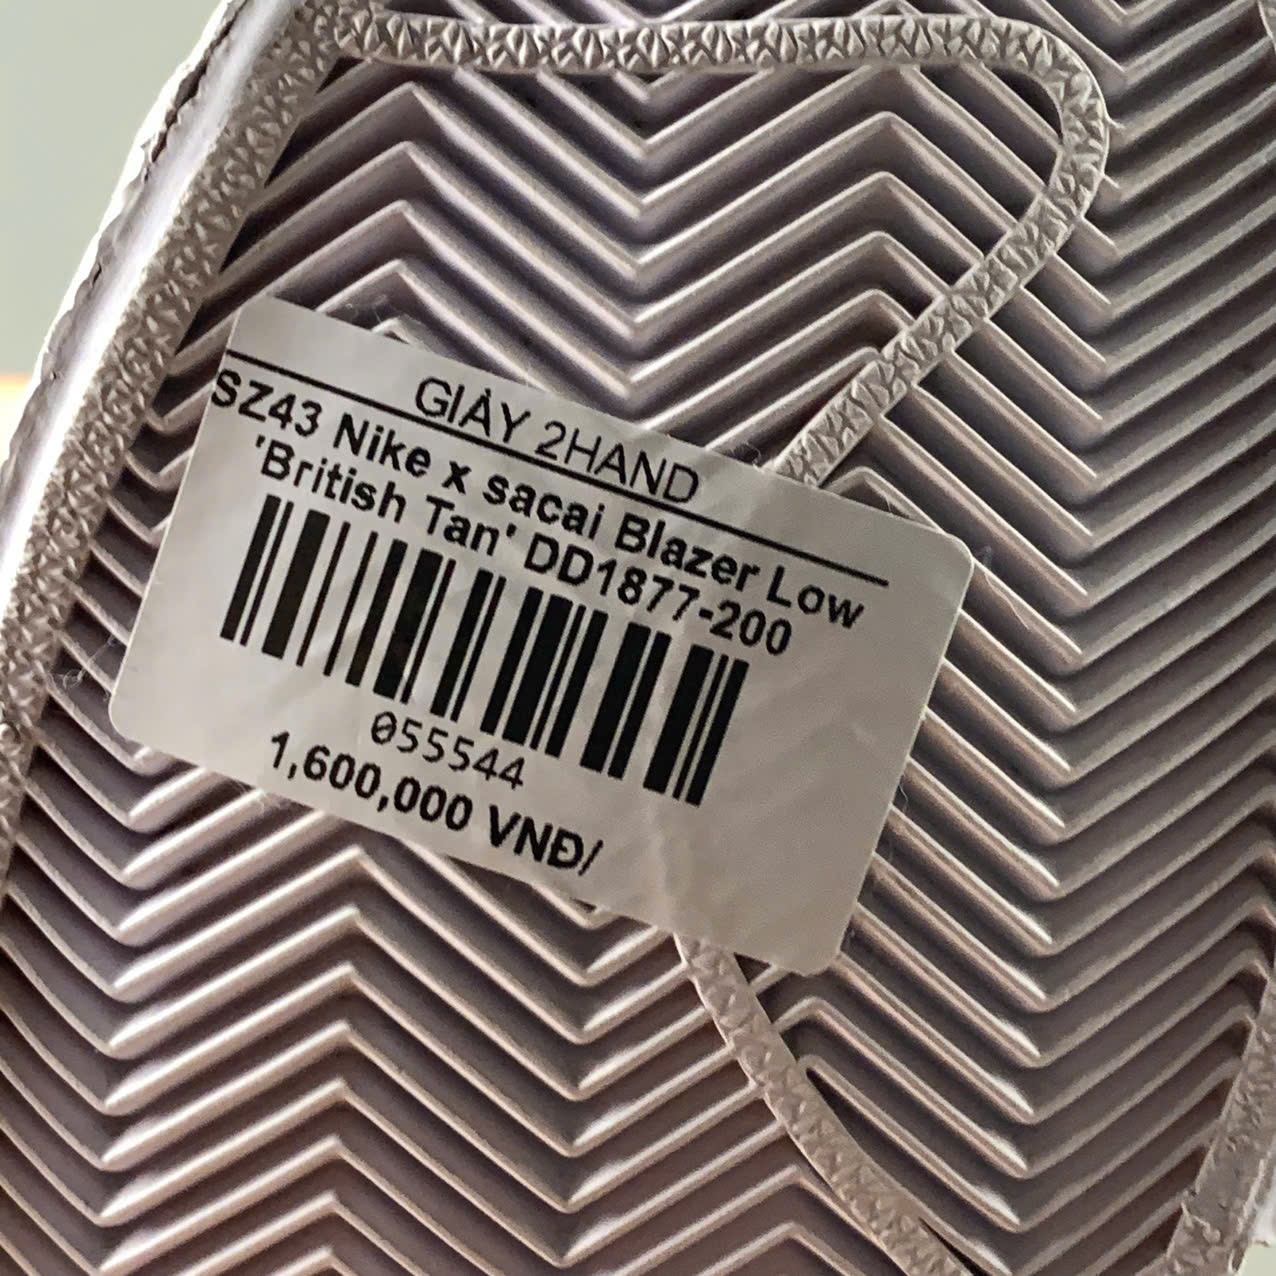 GIÀY 2HAND
SZ43 Nike x sacai Blazer Low
'British Tan' DD1877-200
055544
1,600,000 VNĐ/